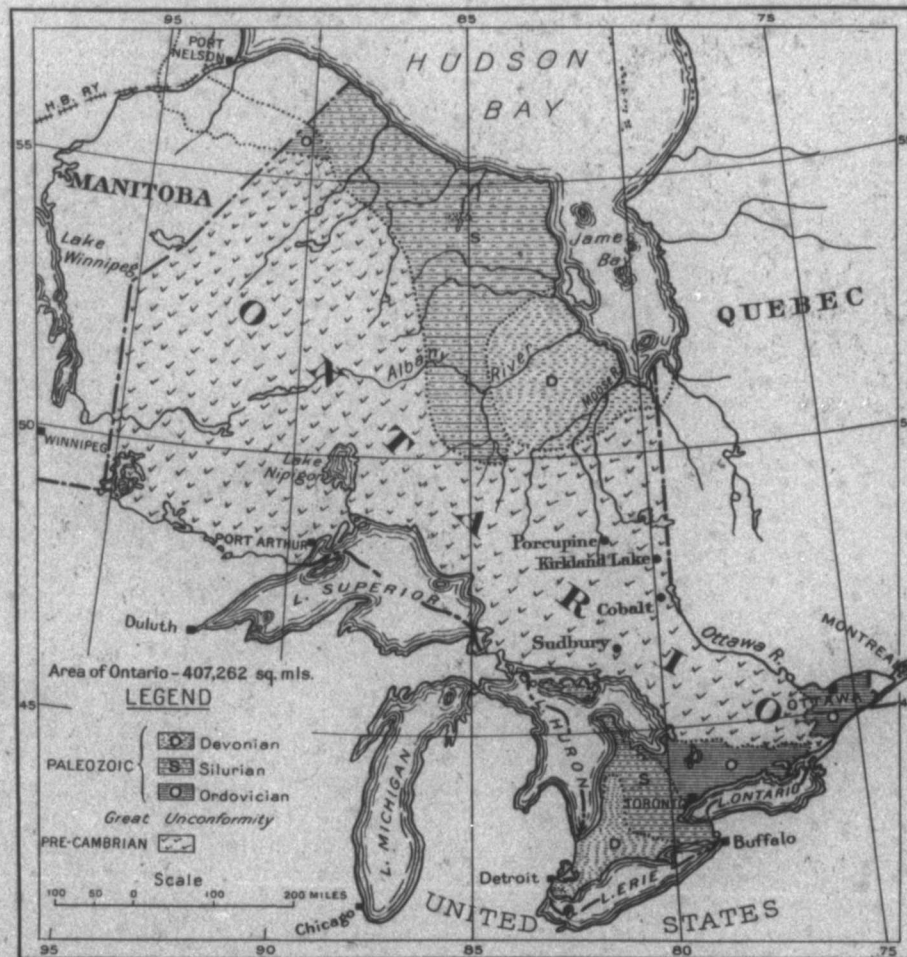 95
85
75
PORT
NELSON
HUDSON
BAY
H.B. RY
55
MANITOBA
Lake
Winnipeg
S
James
Bay
QUEBEC
ONTARIO
Albany River
Moose R.
50
WINNIPEG
Lake
Nipigon
PORT ARTHUR
Porcupine
Kirkland Lake
L. SUPERIOR
Cobalt
Duluth
Sudbury
Ottawa R.
MONTREAL
Area of Ontario – 407,262 sq. mls.
LEGEND
45
45
OTTAWA
O
PALEOZOIC
D Devonian
S Silurian
O Ordovician
Great Unconformity
PRE-CAMBRIAN
L. HURON
L. MICHIGAN
S
O
TORONTO
L. ONTARIO
D
Buffalo
Scale
100 50 0 100 200 MILES
Detroit
L. ERIE
Chicago
UNITED STATES
95
90
85
80
75